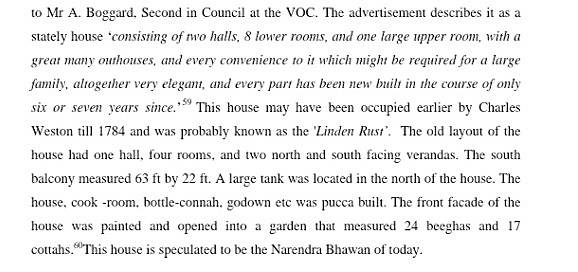 to Mr A. Boggard, Second in Council at the VOC. The advertisement describes it as a
stately house ‘consisting of two halls, 8 lower rooms, and one large upper room, with a
great many outhouses, and every convenience to it which might be required for a large
family, altogether very elegant, and every part has been new built in the course of only
six or seven years since.’59 This house may have been occupied earlier by Charles
Weston till 1784 and was probably known as the 'Linden Rust’. The old layout of the
house had one hall, four rooms, and two north and south facing verandas. The south
balcony measured 63 ft by 22 ft. A large tank was located in the north of the house. The
house, cook -room, bottle-connah, godown etc was pucca built. The front facade of the
house was painted and opened into a garden that measured 24 beeghas and 17
cottahs.60This house is speculated to be the Narendra Bhawan of today.